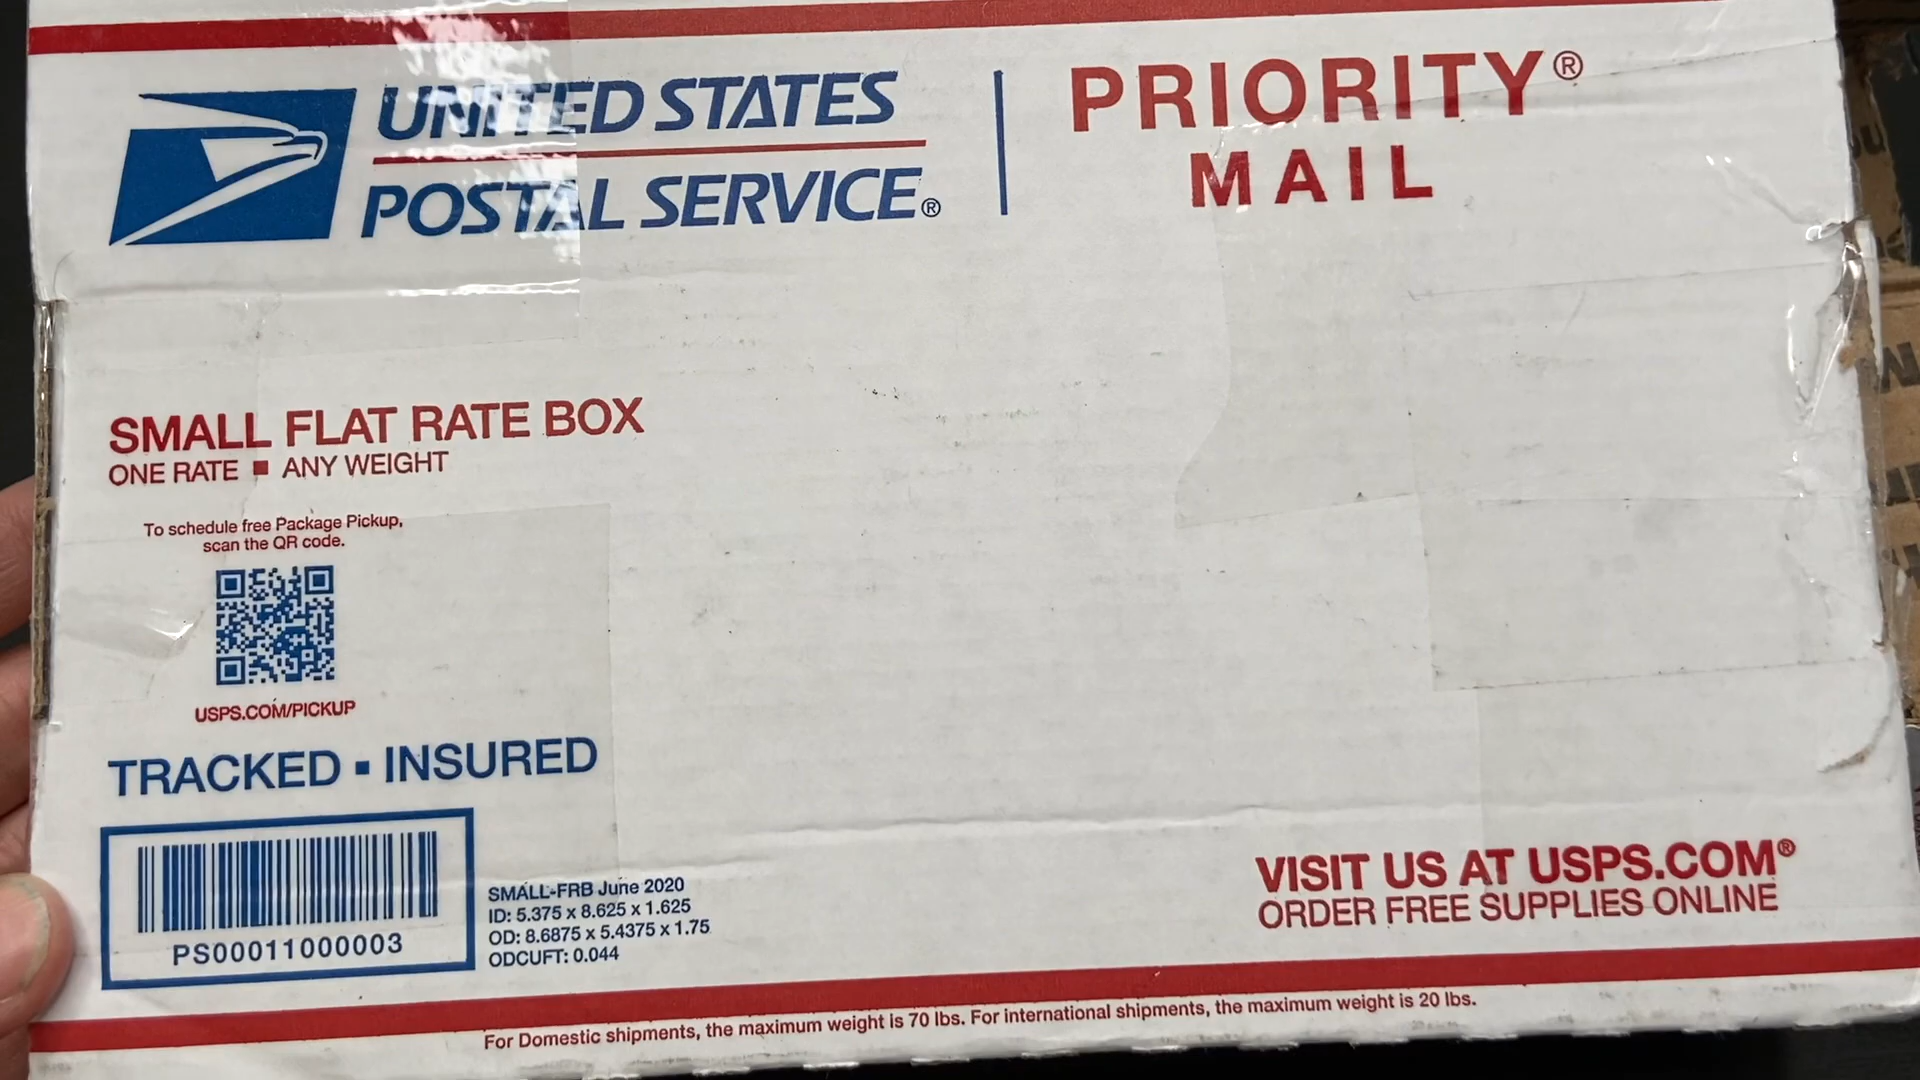 UNITED STATES
POSTAL SERVICE®
PRIORITY®
MAIL
SMALL FLAT RATE BOX
ONE RATE ▪ ANY WEIGHT
To schedule free Package Pickup,
scan the QR code.
USPS.COM/PICKUP
TRACKED ▪ INSURED
PS00011000003
SMALL-FRB June 2020
ID: 5.375 x 8.625 x 1.625
OD: 8.6875 x 5.4375 x 1.75
ODCUFT: 0.044
VISIT US AT USPS.COM®
ORDER FREE SUPPLIES ONLINE
For Domestic shipments, the maximum weight is 70 lbs. For international shipments, the maximum weight is 20 lbs.